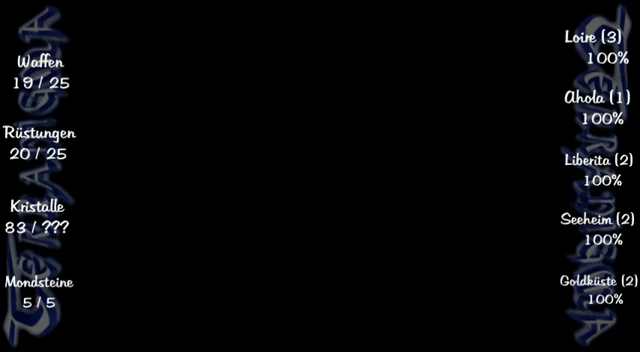 Waffen
19 / 25
Rüstungen
20 / 25
Kristalle
83 / ???
Mondsteine
5 / 5
Loire (3)
100%
Ahola (1)
100%
Liberita (2)
100%
Seeheim (2)
100%
Goldküste (2)
100%